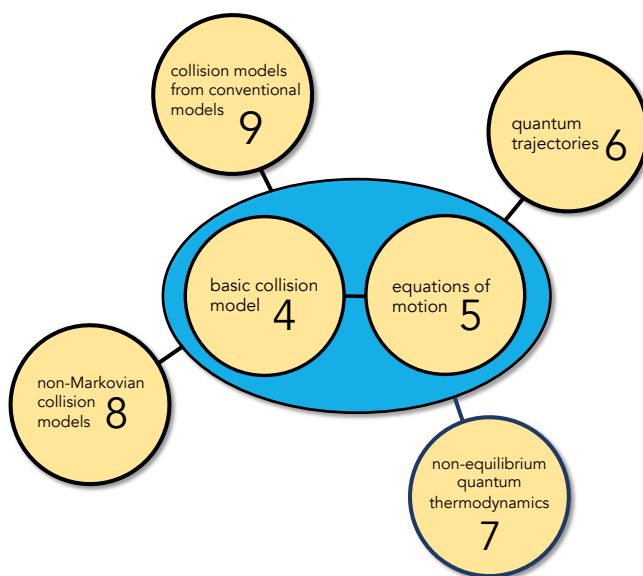 collision models
from conventional
models 9
quantum
trajectories 6
basic collision
model 4
equations of
motion 5
non-Markovian
collision
models 8
non-equilibrium
quantum
thermodynamics
7